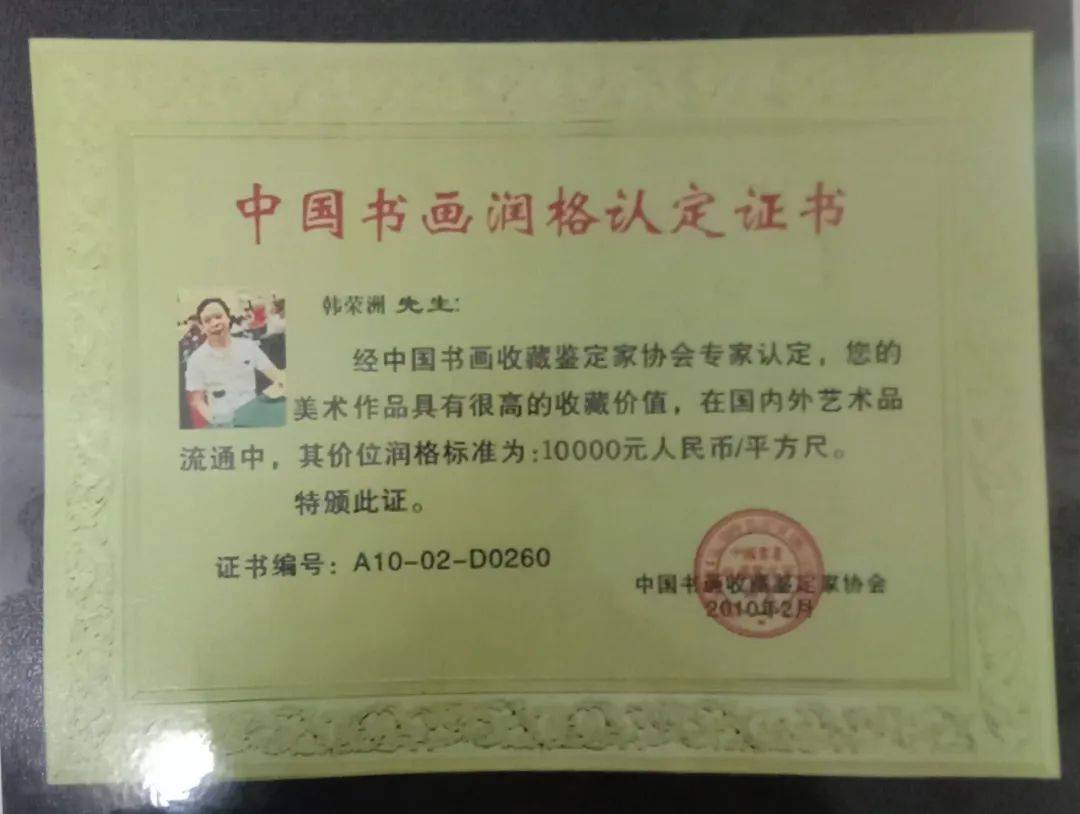 中国书画润格认定证书
韩荣洲 先生:
经中国书画收藏鉴定家协会专家认定，您的
美术作品具有很高的收藏价值，在国内外艺术品
流通中，其价位润格标准为:10000元人民币/平方尺。
特颁此证。
证书编号：A10-02-D0260
中国书画收藏鉴定家协会
2010年2月